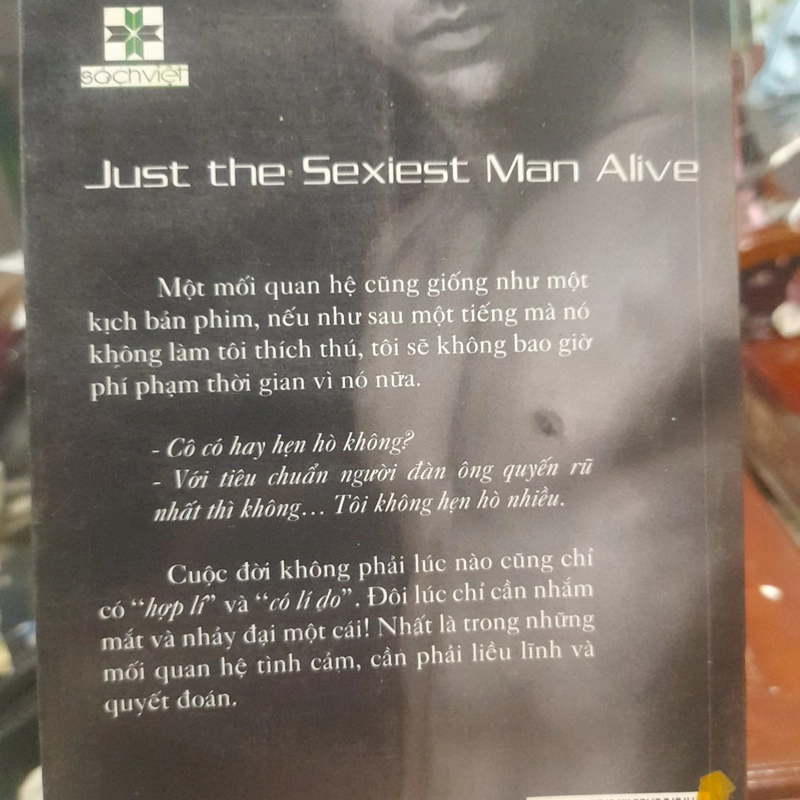 sáchviệt
Just the Sexiest Man Alive
Một mối quan hệ cũng giống như một
kịch bản phim, nếu như sau một tiếng mà nó
không làm tôi thích thú, tôi sẽ không bao giờ
phí phạm thời gian vì nó nữa.
- Cô có hay hẹn hò không?
- Với tiêu chuẩn người đàn ông quyến rũ
nhất thì không... Tôi không hẹn hò nhiều.
Cuộc đời không phải lúc nào cũng chỉ
có “hợp lí” và “có lí do”. Đôi lúc chỉ cần nhắm
mắt và nhảy đại một cái! Nhất là trong những
mối quan hệ tình cảm, cần phải liều lĩnh và
quyết đoán.